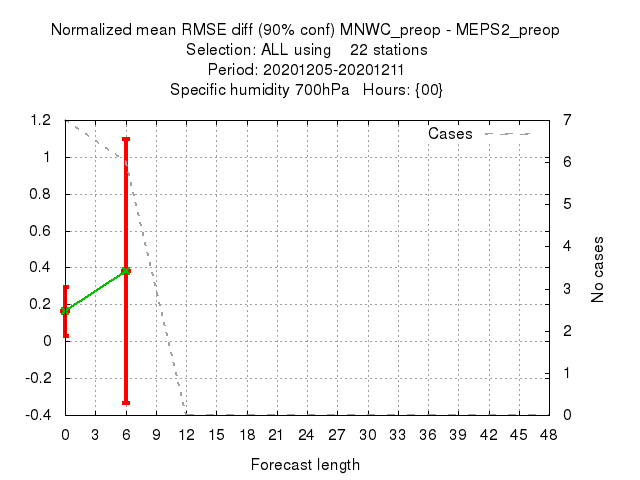 Normalized mean RMSE diff (90% conf) MNWC_preop - MEPS2_preop
Selection: ALL using    22 stations
Period: 20201205-20201211
Specific humidity 700hPa   Hours: {00}
Cases
1.2
1
0.8
0.6
0.4
0.2
0
-0.2
-0.4
7
6
5
4
3
2
1
0
No cases
0 3 6 9 12 15 18 21 24 27 30 33 36 39 42 45 48
Forecast length